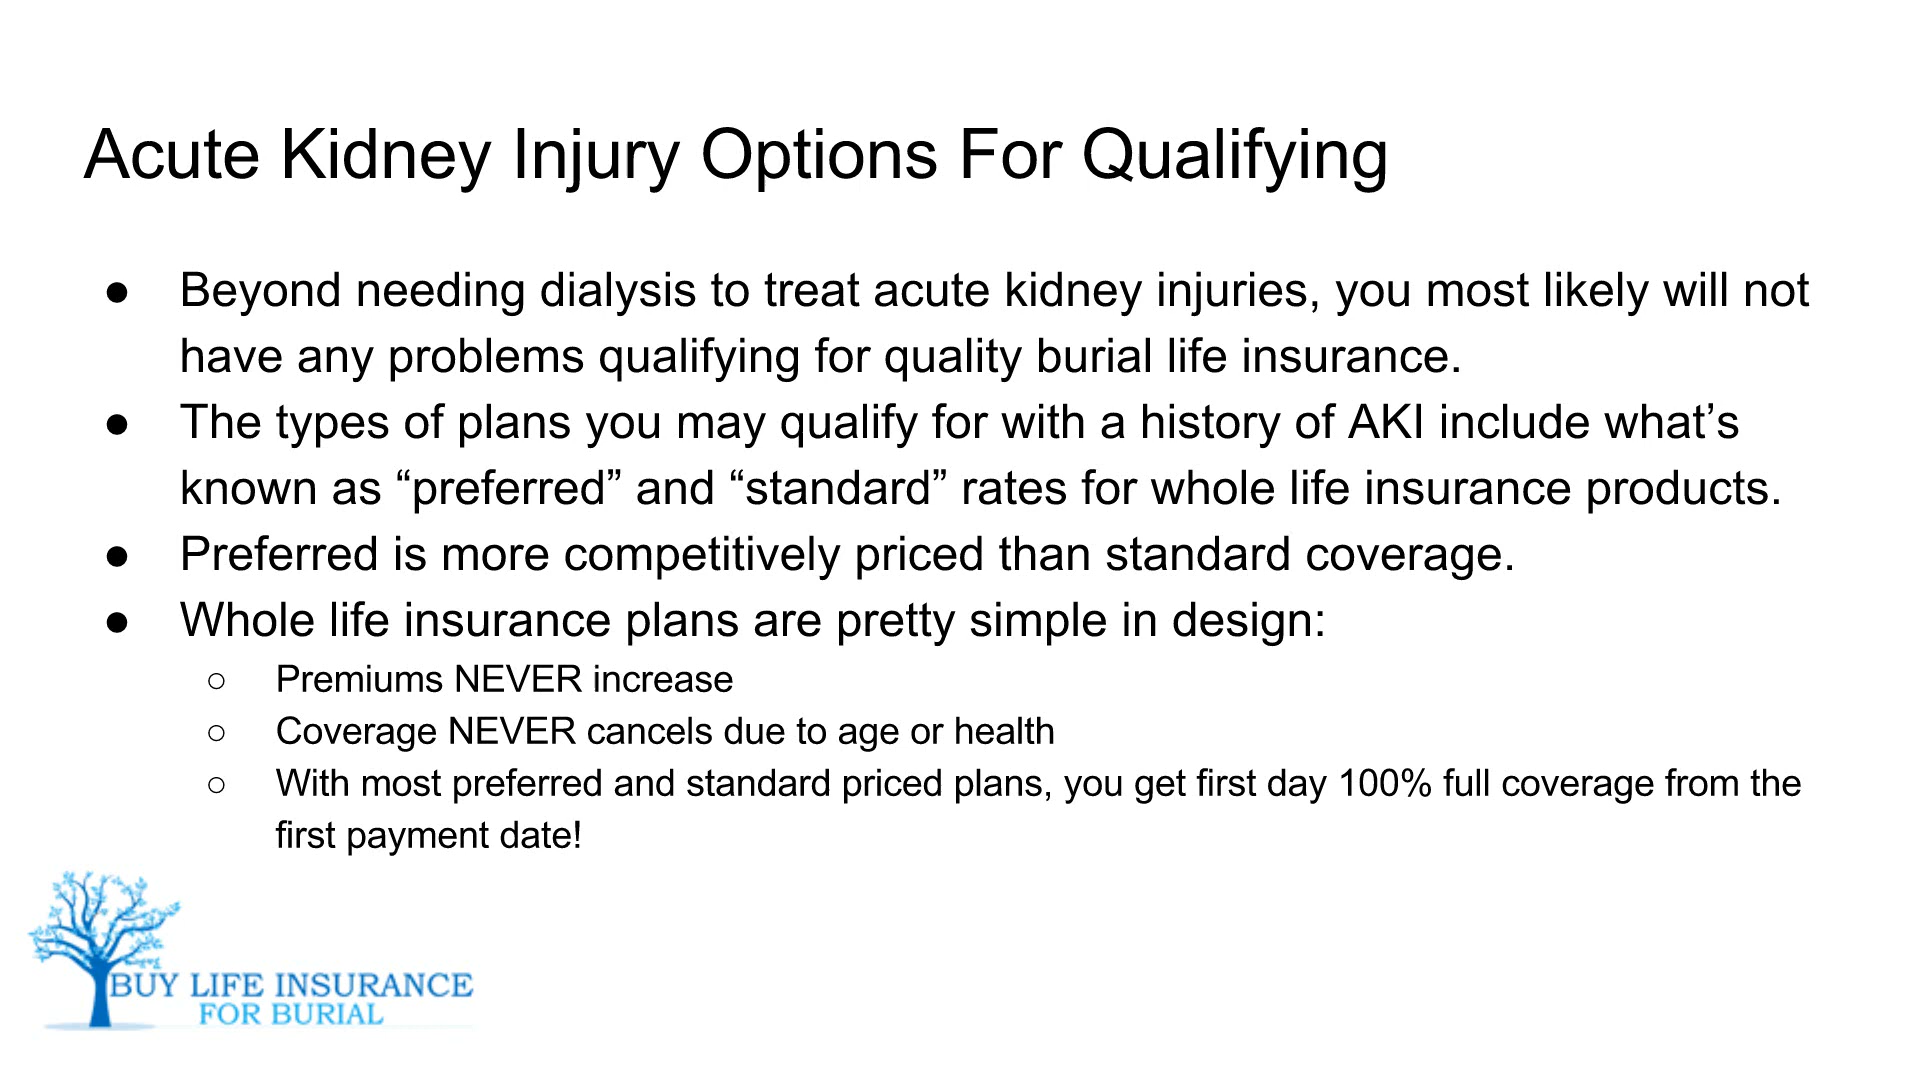 Acute Kidney Injury Options For Qualifying
● Beyond needing dialysis to treat acute kidney injuries, you most likely will not
have any problems qualifying for quality burial life insurance.
● The types of plans you may qualify for with a history of AKI include what’s
known as “preferred” and “standard” rates for whole life insurance products.
● Preferred is more competitively priced than standard coverage.
● Whole life insurance plans are pretty simple in design:
○ Premiums NEVER increase
○ Coverage NEVER cancels due to age or health
○ With most preferred and standard priced plans, you get first day 100% full coverage from the
first payment date!
BUY LIFE INSURANCE
FOR BURIAL